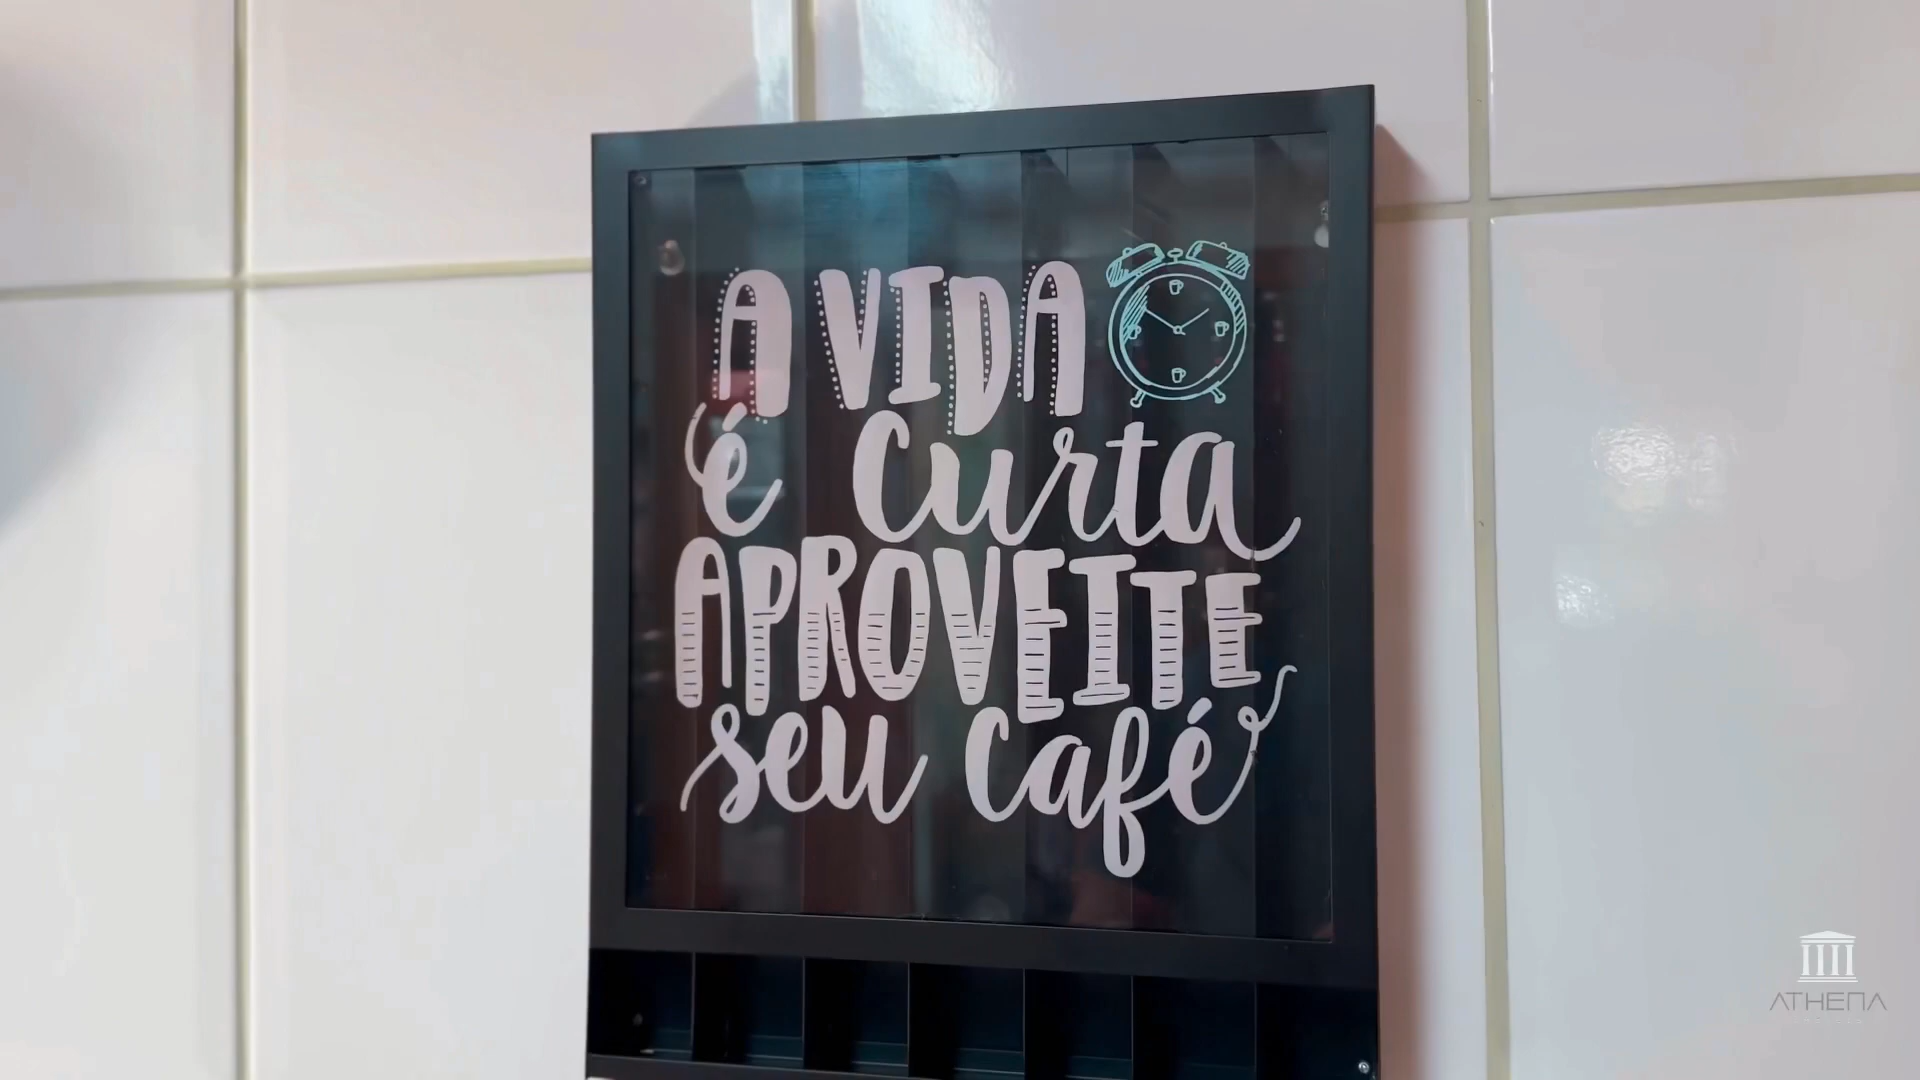 A VIDA
é Curta
APROVEITE
seu Café
ATHENA